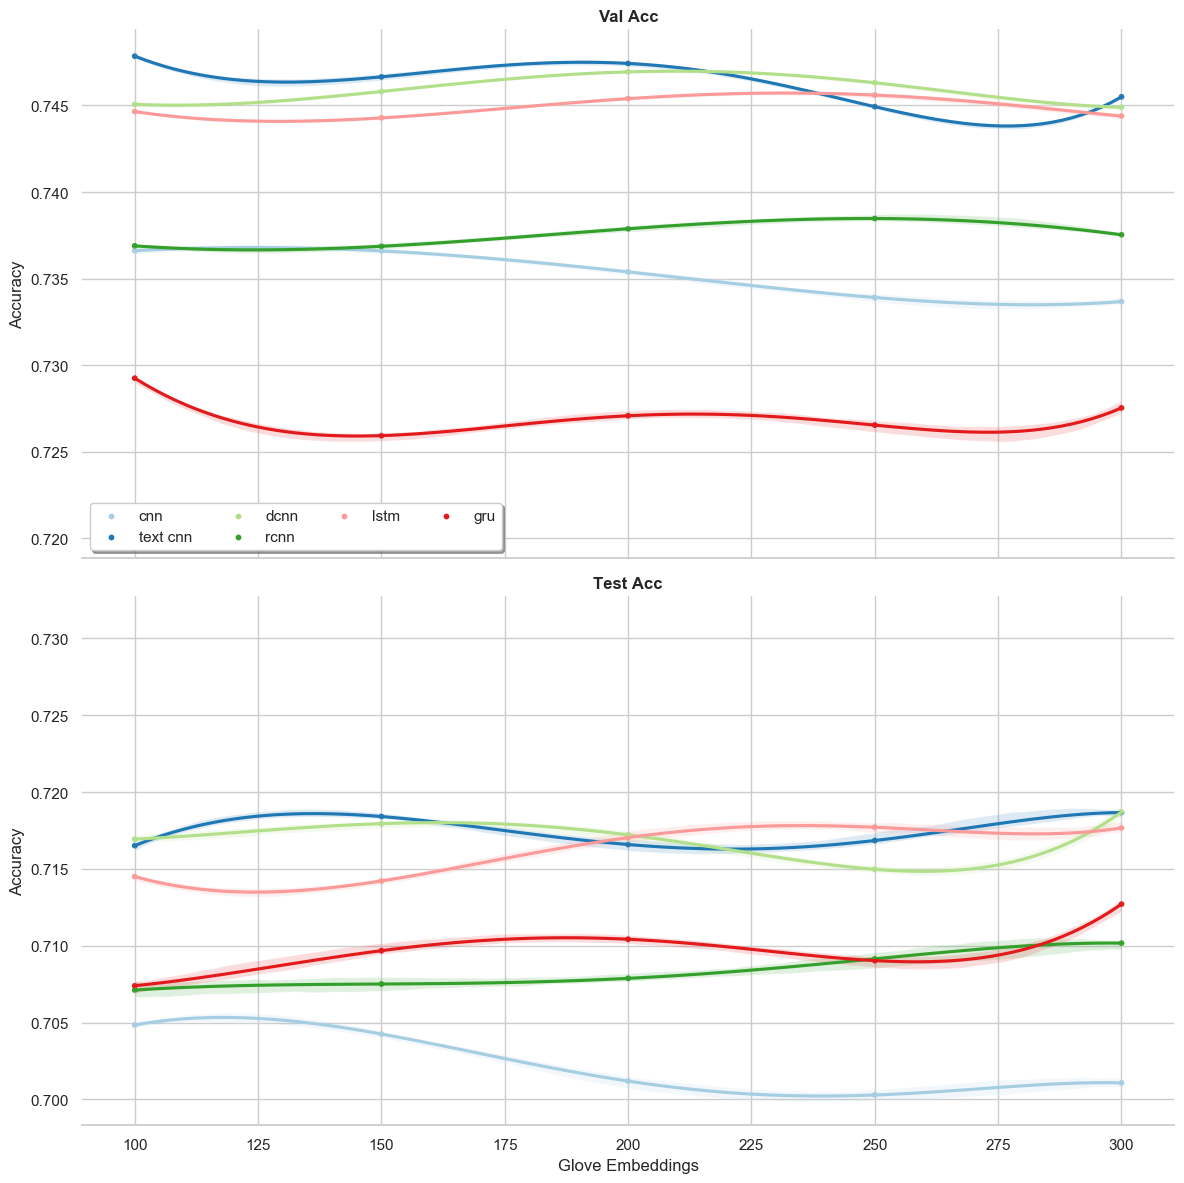 Val Acc
0.745
0.740
0.735
0.730
0.725
0.720
Accuracy
cnn dcnn lstm gru
text cnn rcnn
Test Acc
0.730
0.725
0.720
0.715
0.710
0.705
0.700
Accuracy
100 125 150 175 200 225 250 275 300
Glove Embeddings